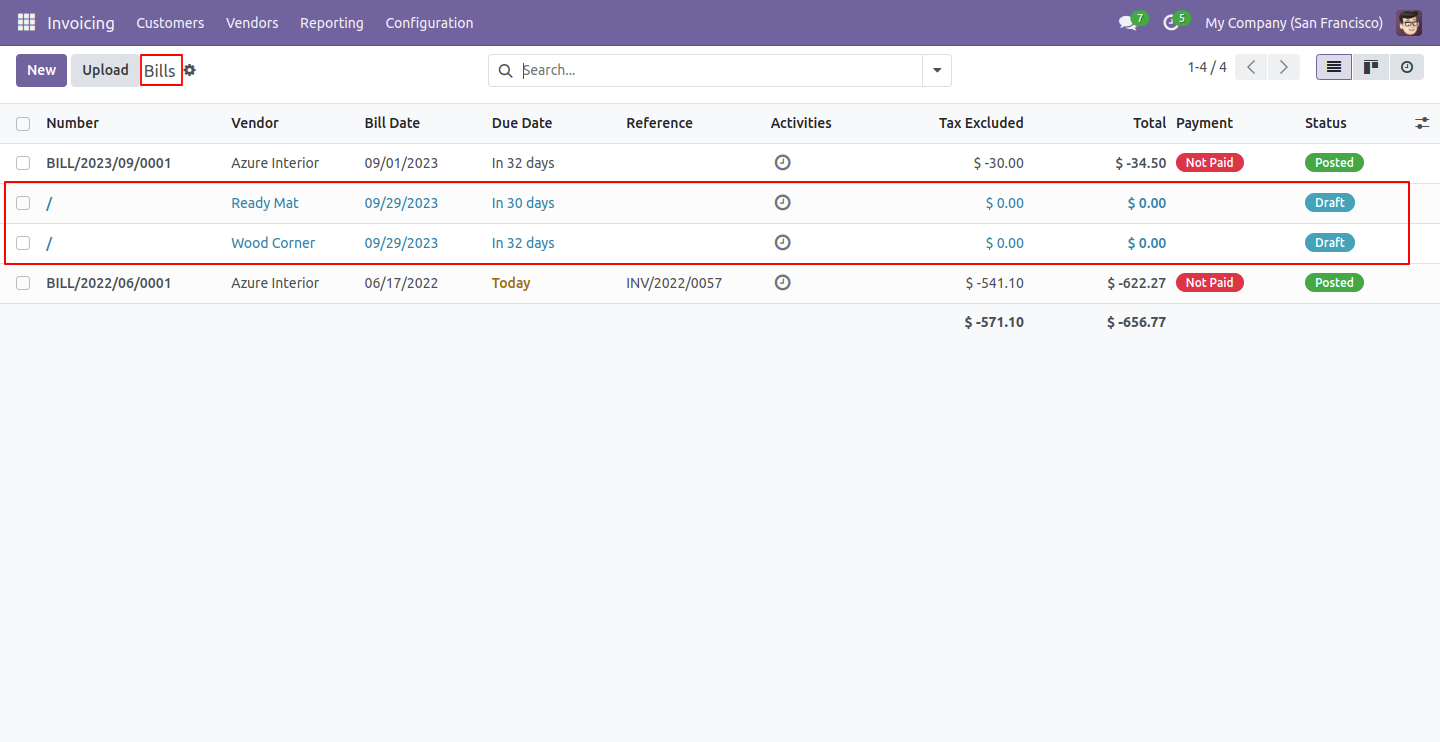 Invoicing Customers Vendors Reporting Configuration 7 5 My Company (San Francisco)
New Upload Bills Search... 1-4 / 4
Number Vendor Bill Date Due Date Reference Activities Tax Excluded Total Payment Status
BILL/2023/09/0001 Azure Interior 09/01/2023 In 32 days $ -30.00 $ -34.50 Not Paid Posted
/ Ready Mat 09/29/2023 In 30 days $ 0.00 $ 0.00 Draft
/ Wood Corner 09/29/2023 In 32 days $ 0.00 $ 0.00 Draft
BILL/2022/06/0001 Azure Interior 06/17/2022 Today INV/2022/0057 $ -541.10 $ -622.27 Not Paid Posted
$ -571.10 $ -656.77